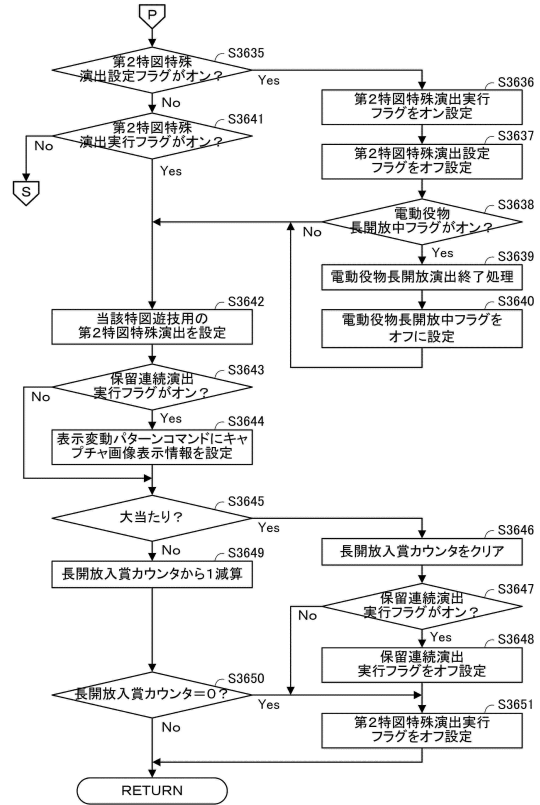 P
S3635
第2特図特殊
演出設定フラグがオン?
Yes
No
S3636
第2特図特殊演出実行
フラグをオン設定
S3641
第2特図特殊
演出実行フラグがオン?
No
Yes
S
S3637
第2特図特殊演出設定
フラグをオフ設定
S3638
電動役物
長開放中フラグがオン?
No
Yes
S3639
電動役物長開放演出終了処理
S3640
電動役物長開放中フラグを
オフに設定
S3642
当該特図遊技用の
第2特図特殊演出を設定
S3643
保留連続演出
実行フラグがオン?
No
Yes
S3644
表示変動パターンコマンドにキャ
プチャ画像表示情報を設定
S3645
大当たり?
Yes
No
S3646
長開放入賞カウンタをクリア
S3649
長開放入賞カウンタから1減算
S3647
保留連続演出
実行フラグがオン?
No
Yes
S3648
保留連続演出
実行フラグをオフ設定
S3650
長開放入賞カウンタ=0?
Yes
No
S3651
第2特図特殊演出実行
フラグをオフ設定
RETURN